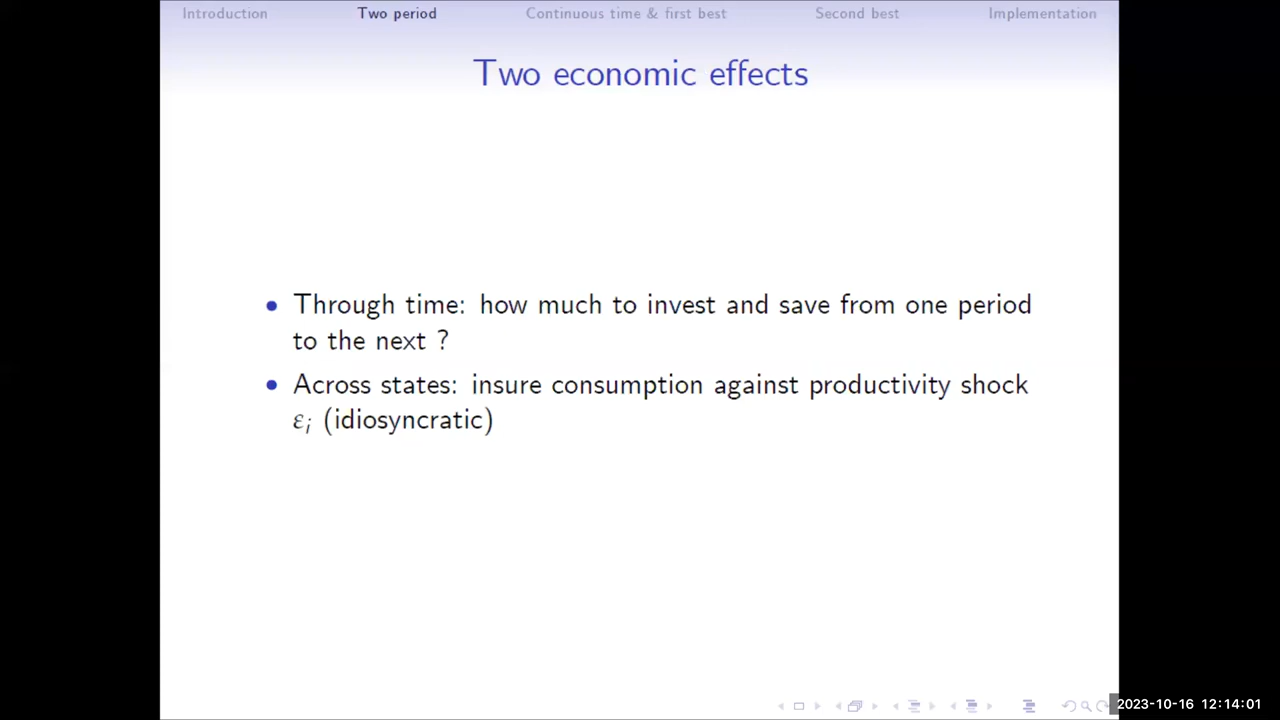 Introduction Two period Continuous time & first best Second best Implementation
Two economic effects
• Through time: how much to invest and save from one period
to the next ?
• Across states: insure consumption against productivity shock
εi (idiosyncratic)
2023-10-16 12:14:01